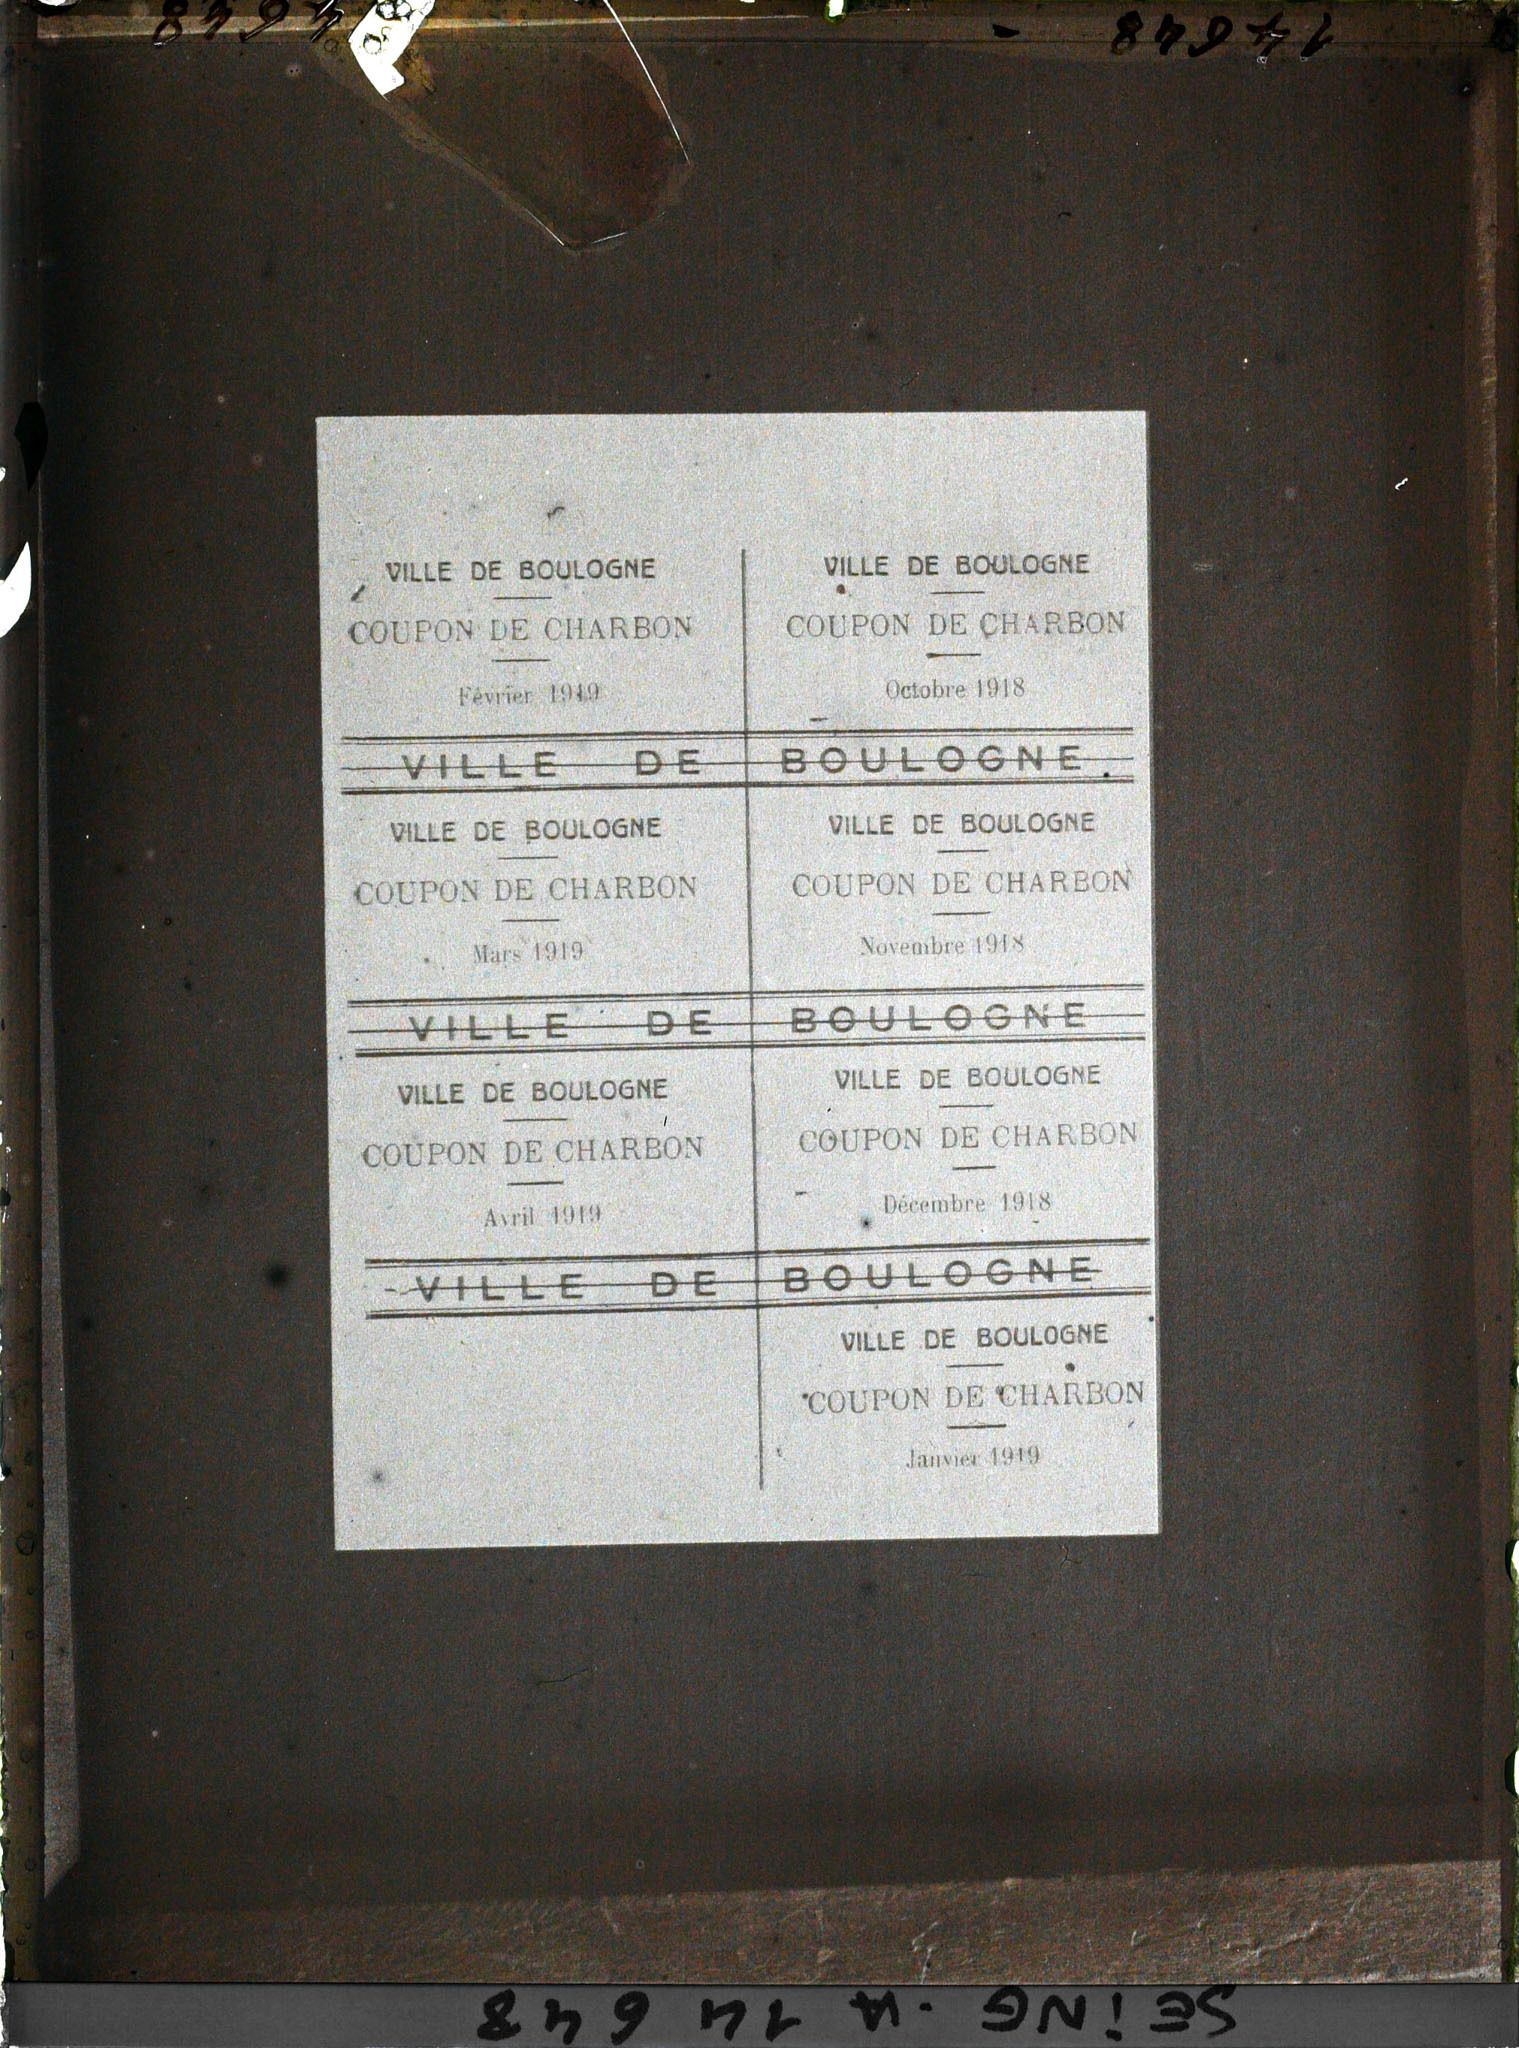 14648
14648 -
VILLE DE BOULOGNE
COUPON DE CHARBON
Février 1919
VILLE DE BOULOGNE
COUPON DE CHARBON
Octobre 1918
VILLE DE BOULOGNE
VILLE DE BOULOGNE
COUPON DE CHARBON
Mars 1919
VILLE DE BOULOGNE
COUPON DE CHARBON
Novembre 1918
VILLE DE BOULOGNE
VILLE DE BOULOGNE
COUPON DE CHARBON
Avril 1919
VILLE DE BOULOGNE
COUPON DE CHARBON
Décembre 1918
VILLE DE BOULOGNE
VILLE DE BOULOGNE
COUPON DE CHARBON
Janvier 1919
SEING. A 14 648